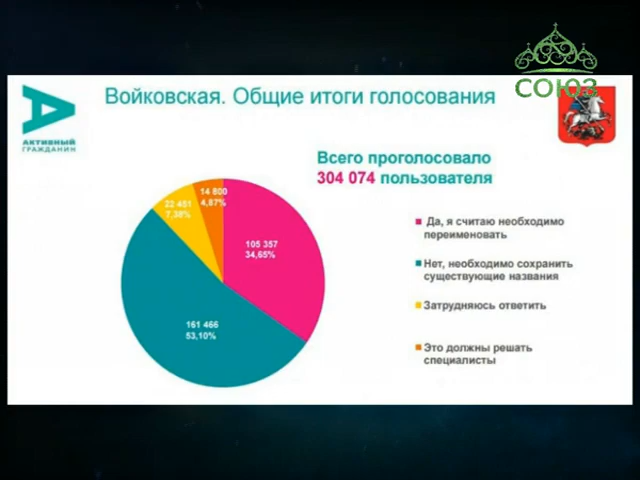 СОЮЗ
Войковская. Общие итоги голосования
АКТИВНЫЙ
ГРАЖДАНИН
Всего проголосовало
304 074 пользователя
14 800
4,87%
22 451
7,38%
105 357
34,65%
161 466
53,10%
Да, я считаю необходимо
переименовать
Нет, необходимо сохранить
существующие названия
Затрудняюсь ответить
Это должны решать
специалисты